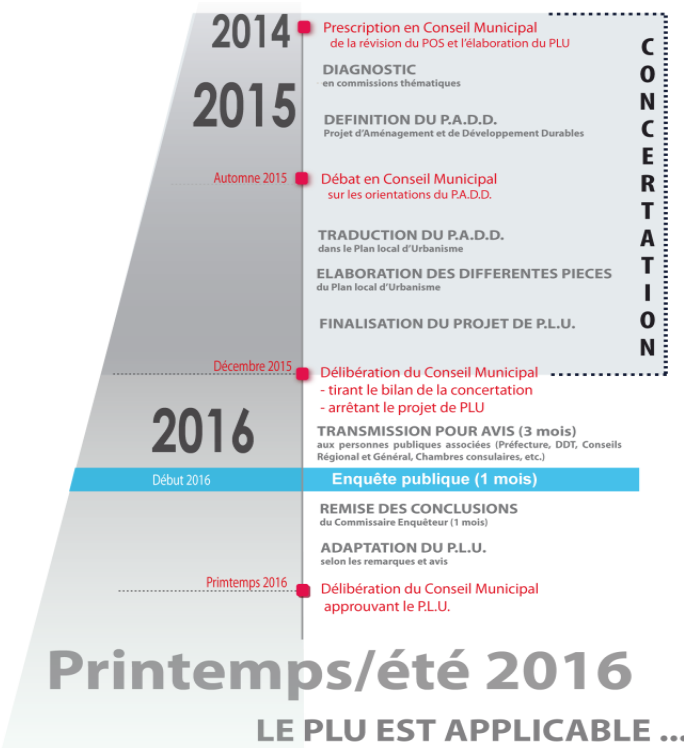 2014
Prescription en Conseil Municipal
de la révision du POS et l'élaboration du PLU
DIAGNOSTIC
en commissions thématiques
2015
DEFINITION DU P.A.D.D.
Projet d'Aménagement et de Développement Durables
Automne 2015
Débat en Conseil Municipal
sur les orientations du P.A.D.D.
TRADUCTION DU P.A.D.D.
dans le Plan local d'Urbanisme
ELABORATION DES DIFFERENTES PIECES
du Plan local d'Urbanisme
FINALISATION DU PROJET DE P.L.U.
CONCERTATION
Décembre 2015
Délibération du Conseil Municipal
- tirant le bilan de la concertation
- arrêtant le projet de PLU
2016
TRANSMISSION POUR AVIS (3 mois)
aux personnes publiques associées (Préfecture, DDT, Conseils
Régional et Général, Chambres consulaires, etc.)
Début 2016
Enquête publique (1 mois)
REMISE DES CONCLUSIONS
du Commissaire Enquêteur (1 mois)
ADAPTATION DU P.L.U.
selon les remarques et avis
Printemps 2016
Délibération du Conseil Municipal
approuvant le P.L.U.
Printemps/été 2016
LE PLU EST APPLICABLE ...